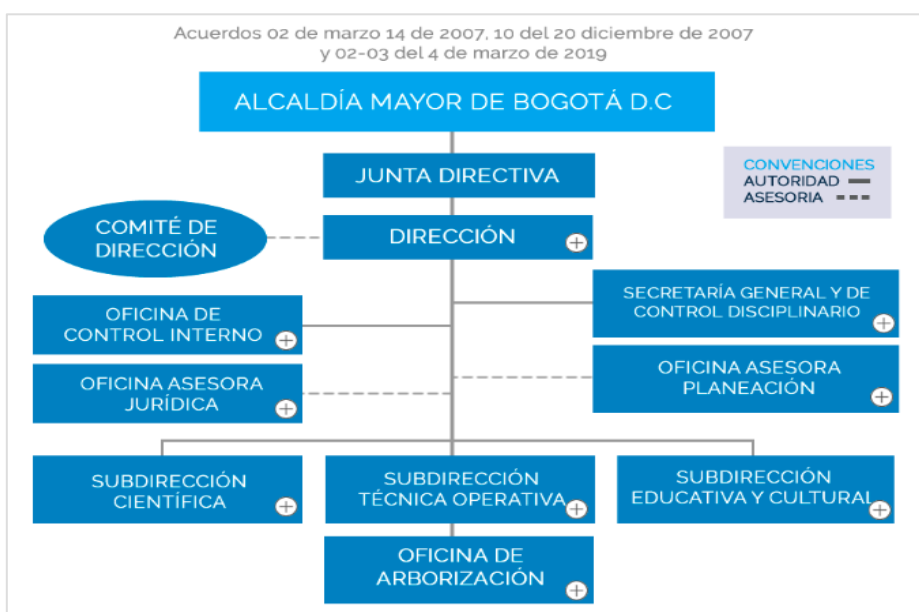 Acuerdos 02 de marzo 14 de 2007, 10 del 20 diciembre de 2007
y 02-03 del 4 de marzo de 2019
ALCALDÍA MAYOR DE BOGOTÁ D.C
JUNTA DIRECTIVA
CONVENCIONES
AUTORIDAD
ASESORIA
COMITÉ DE
DIRECCIÓN
DIRECCIÓN
OFICINA DE
CONTROL INTERNO
SECRETARÍA GENERAL Y DE
CONTROL DISCIPLINARIO
OFICINA ASESORA
JURÍDICA
OFICINA ASESORA
PLANEACIÓN
SUBDIRECCIÓN
CIENTÍFICA
SUBDIRECCIÓN
TÉCNICA OPERATIVA
SUBDIRECCIÓN
EDUCATIVA Y CULTURAL
OFICINA DE
ARBORIZACIÓN